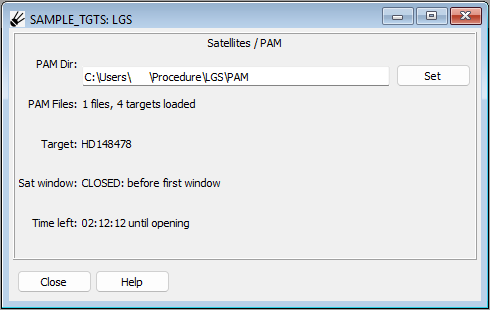 SAMPLE_TGTS: LGS
Satellites / PAM
PAM Dir:
C:\Users\ \Procedure\LGS\PAM
Set
PAM Files: 1 files, 4 targets loaded
Target: HD148478
Sat window: CLOSED: before first window
Time left: 02:12:12 until opening
Close Help